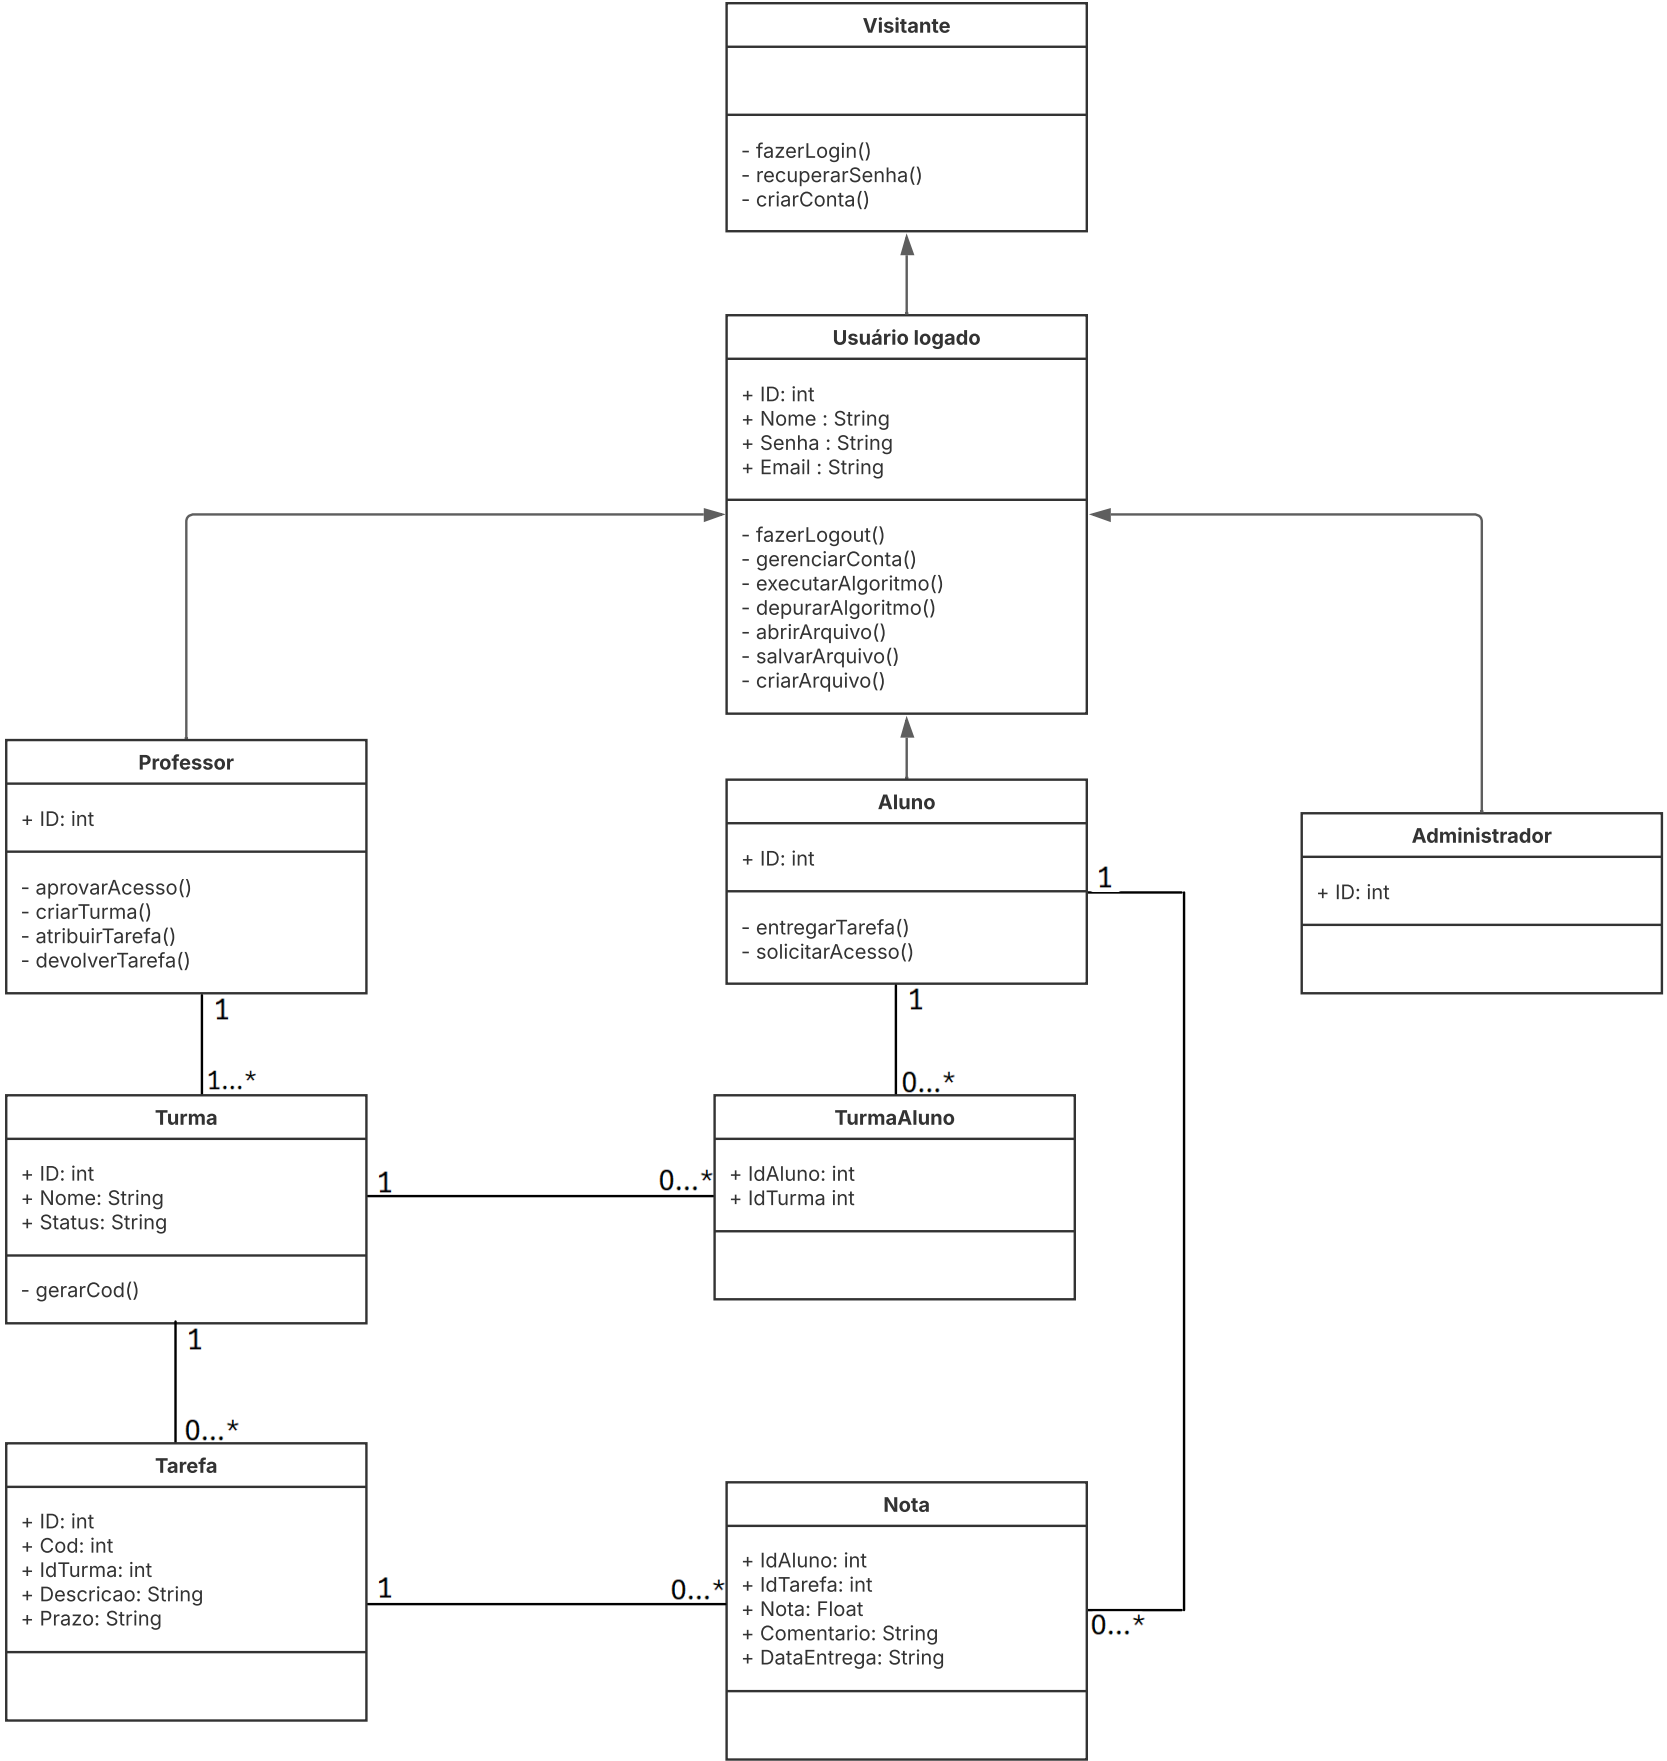 Visitante
- fazerLogin()
- recuperarSenha()
- criarConta()
Usuário logado
+ ID: int
+ Nome : String
+ Senha : String
+ Email : String
- fazerLogout()
- gerenciarConta()
- executarAlgoritmo()
- depurarAlgoritmo()
- abrirArquivo()
- salvarArquivo()
- criarArquivo()
Professor
+ ID: int
- aprovarAcesso()
- criarTurma()
- atribuirTarefa()
- devolverTarefa()
Aluno
+ ID: int
- entregarTarefa()
- solicitarAcesso()
1
Administrador
+ ID: int
1
1...*
1
0...*
Turma
+ ID: int
+ Nome: String
+ Status: String
- gerarCod()
1
0...*
TurmaAluno
+ IdAluno: int
+ IdTurma int
1
0...*
Tarefa
+ ID: int
+ Cod: int
+ IdTurma: int
+ Descricao: String
+ Prazo: String
1
0...*
Nota
+ IdAluno: int
+ IdTarefa: int
+ Nota: Float
+ Comentario: String
+ DataEntrega: String
0...*